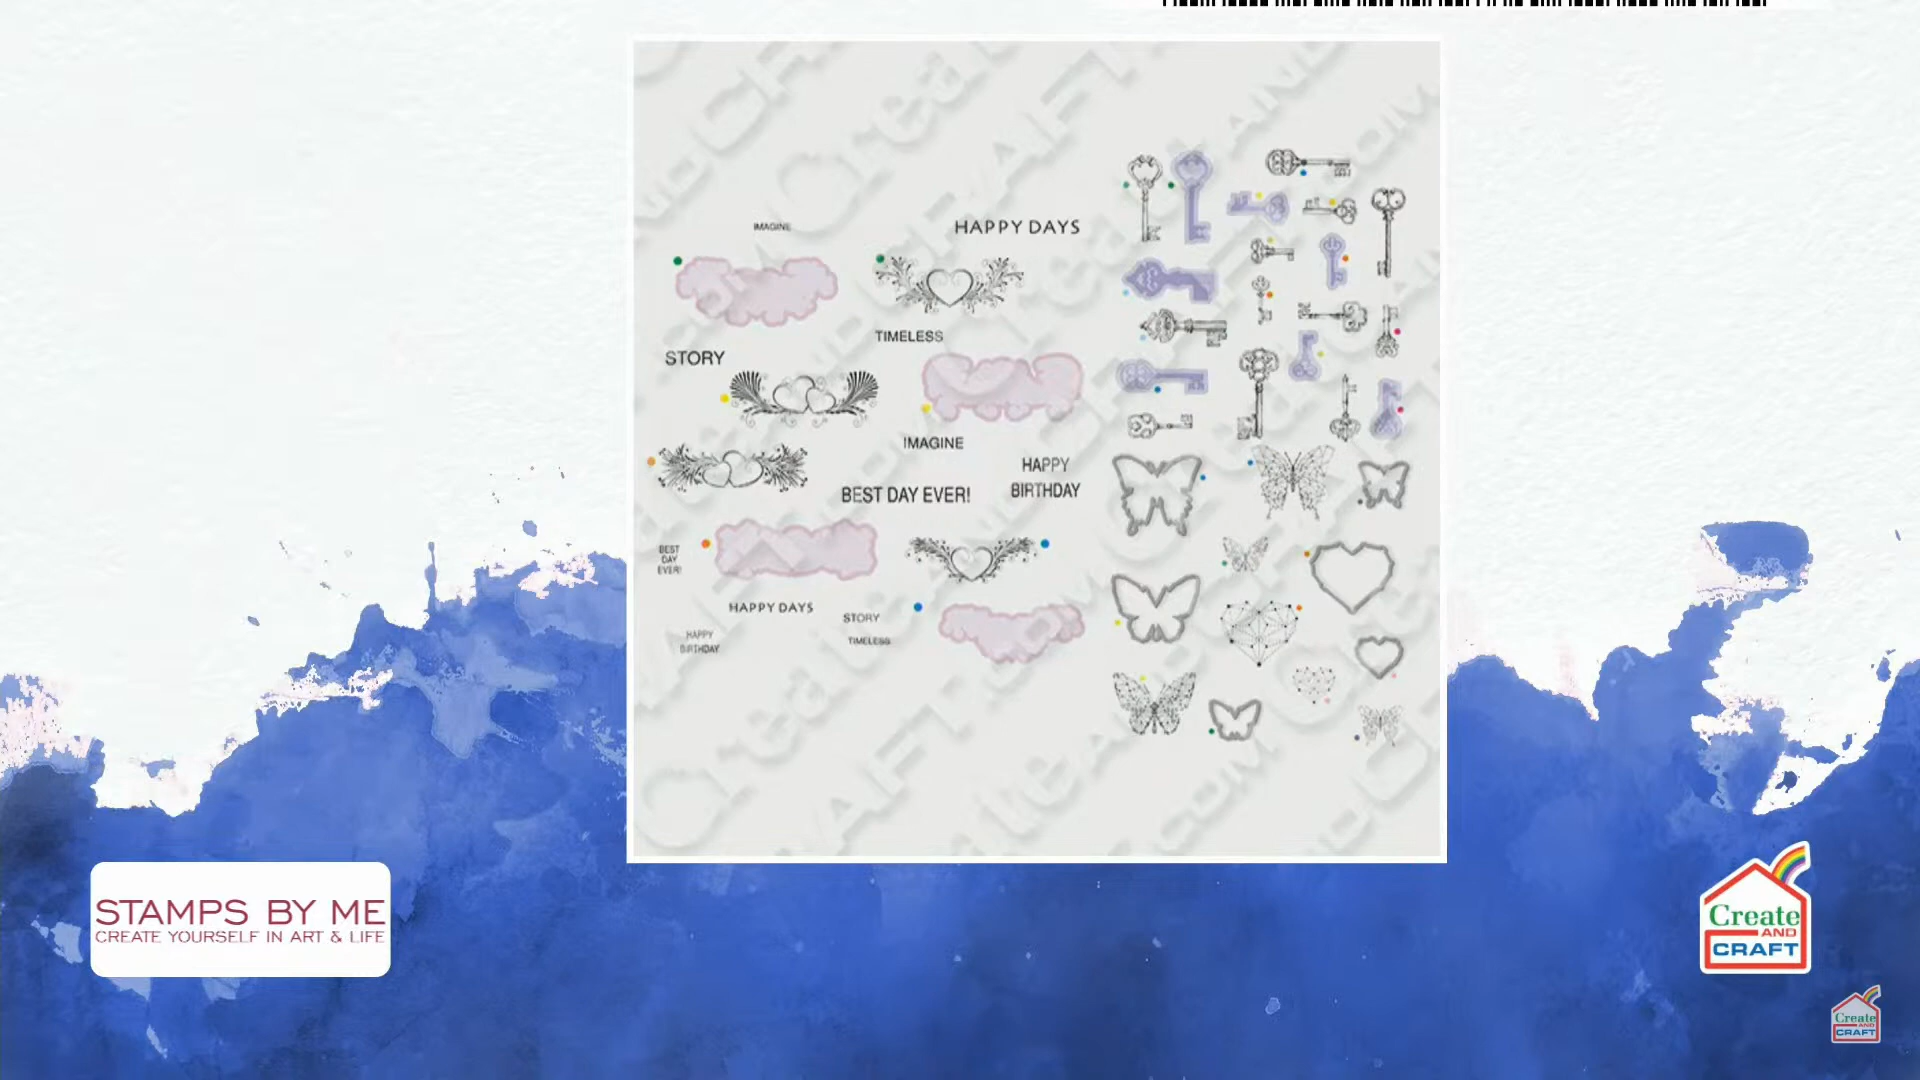 IMAGINE
HAPPY DAYS
TIMELESS
STORY
IMAGINE
HAPPY
BIRTHDAY
BEST DAY EVER!
BEST
DAY
EVER!
HAPPY DAYS
STORY
HAPPY
BIRTHDAY
TIMELESS
STAMPS BY ME
CREATE YOURSELF IN ART & LIFE
Create
AND
CRAFT
Create
AND
CRAFT